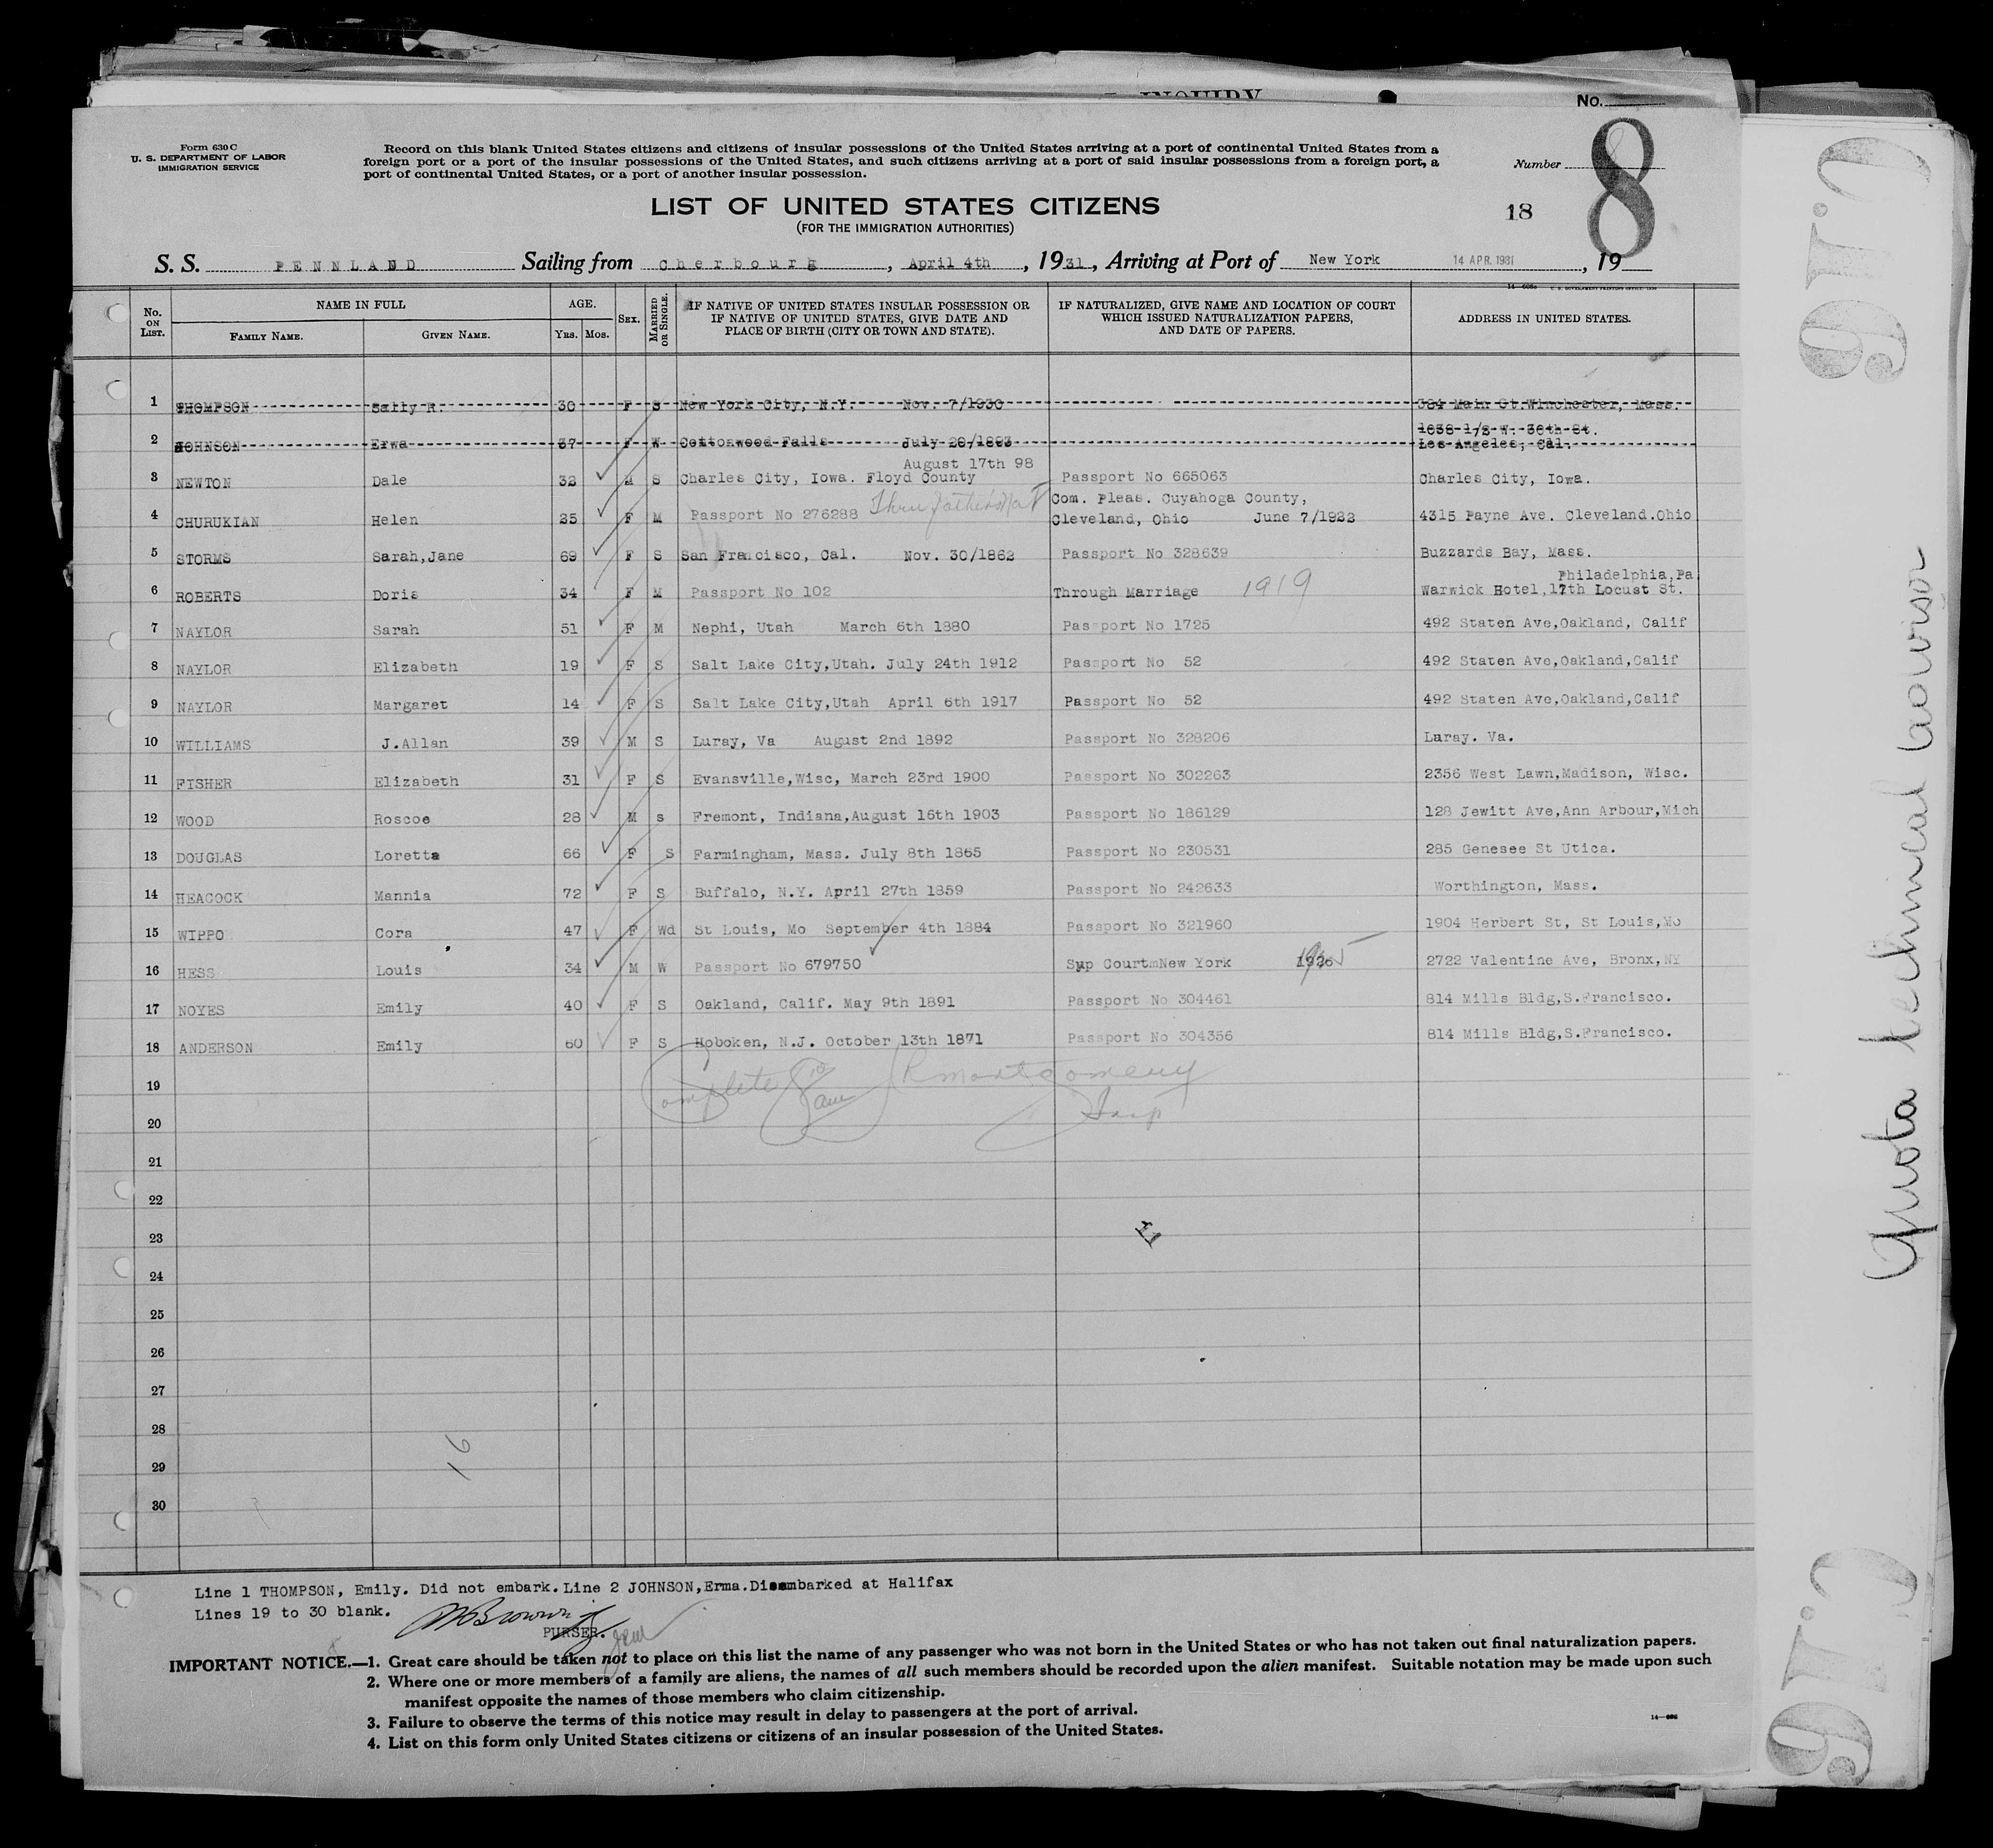 INQUIRY
No.
Form 630 C
U. S. DEPARTMENT OF LABOR
IMMIGRATION SERVICE
Record on this blank United States citizens and citizens of insular possessions of the United States arriving at a port of continental United States from a
foreign port or a port of the insular possessions of the United States, and such citizens arriving at a port of said insular possessions from a foreign port, a
port of continental United States, or a port of another insular possession.
Number 8
LIST OF UNITED STATES CITIZENS
(FOR THE IMMIGRATION AUTHORITIES)
18
S. S. PENNLAND Sailing from Cherbourg, April 4th, 1931, Arriving at Port of New York 14 APR. 1931, 19
No. ON LIST. NAME IN FULL AGE. SEX. MARRIED OR SINGLE. IF NATIVE OF UNITED STATES INSULAR POSSESSION OR IF NATIVE OF UNITED STATES, GIVE DATE AND PLACE OF BIRTH (CITY OR TOWN AND STATE). IF NATURALIZED, GIVE NAME AND LOCATION OF COURT WHICH ISSUED NATURALIZATION PAPERS, AND DATE OF PAPERS. ADDRESS IN UNITED STATES.
FAMILY NAME. GIVEN NAME. YRS. MOS.
1 THOMPSON Sally R. 30 F S New York City, N.Y. Nov. 7/1930 384 Main St.Winchester, Mass.
2 JOHNSON Erwa 37 F W Cottonwood Falls July 28/1893 1638-1/2 W. 36th St. Los Angeles, Cal.
August 17th 98
3 NEWTON Dale 32 M S Charles City, Iowa. Floyd County Passport No 665063 Charles City, Iowa.
4 CHURUKIAN Helen 25 F M Passport No 276288 Thru father's Nat Com. Pleas. Cuyahoga County, Cleveland, Ohio June 7/1922 4315 Payne Ave. Cleveland.Ohio
5 STORMS Sarah,Jane 69 F S San Francisco, Cal. Nov. 30/1862 Passport No 328639 Buzzards Bay, Mass.
Philadelphia,Pa
6 ROBERTS Doris 34 F M Passport No 102 Through Marriage 1919 Warwick Hotel,17th Locust St.
7 NAYLOR Sarah 51 F M Nephi, Utah March 6th 1880 Passport No 1725 492 Staten Ave,Oakland, Calif
8 NAYLOR Elizabeth 19 F S Salt Lake City,Utah. July 24th 1912 Passport No 52 492 Staten Ave,Oakland,Calif
9 NAYLOR Margaret 14 F S Salt Lake City,Utah April 6th 1917 Passport No 52 492 Staten Ave,Oakland,Calif
10 WILLIAMS J.Allan 39 M S Luray, Va August 2nd 1892 Passport No 328206 Luray. Va.
11 FISHER Elizabeth 31 F S Evansville,Wisc, March 23rd 1900 Passport No 302263 2356 West Lawn,Madison, Wisc.
12 WOOD Roscoe 28 M s Fremont, Indiana,August 16th 1903 Passport No 186129 128 Jewitt Ave,Ann Arbour,Mich
13 DOUGLAS Loretta 66 F S Farmingham, Mass. July 8th 1865 Passport No 230531 285 Genesee St Utica.
14 HEACOCK Mannia 72 F S Buffalo, N.Y. April 27th 1859 Passport No 242633 Worthington, Mass.
15 WIPPO Cora 47 F Wd St Louis, Mo September 4th 1884 Passport No 321960 1904 Herbert St, St Louis,Mo
16 HESS Louis 34 M W Passport No 679750 Sup Court New York 2722 Valentine Ave, Bronx,NY
17 NOYES Emily 40 F S Oakland, Calif. May 9th 1891 Passport No 304461 814 Mills Bldg,S.Francisco.
18 ANDERSON Emily 60 F S Hoboken, N.J. October 13th 1871 Passport No 304356 814 Mills Bldg,S.Francisco.
19 Complete
R Montgomery
Insp
20
21
22
23
24
25
26
27
28
29
30
16
Line 1 THOMPSON, Emily. Did not embark. Line 2 JOHNSON,Erma.Disembarked at Halifax
Lines 19 to 30 blank.
PURSER.
IMPORTANT NOTICE.—1. Great care should be taken not to place on this list the name of any passenger who was not born in the United States or who has not taken out final naturalization papers.
2. Where one or more members of a family are aliens, the names of all such members should be recorded upon the alien manifest. Suitable notation may be made upon such
manifest opposite the names of those members who claim citizenship.
3. Failure to observe the terms of this notice may result in delay to passengers at the port of arrival.
4. List on this form only United States citizens or citizens of an insular possession of the United States.
Quota technical advisor